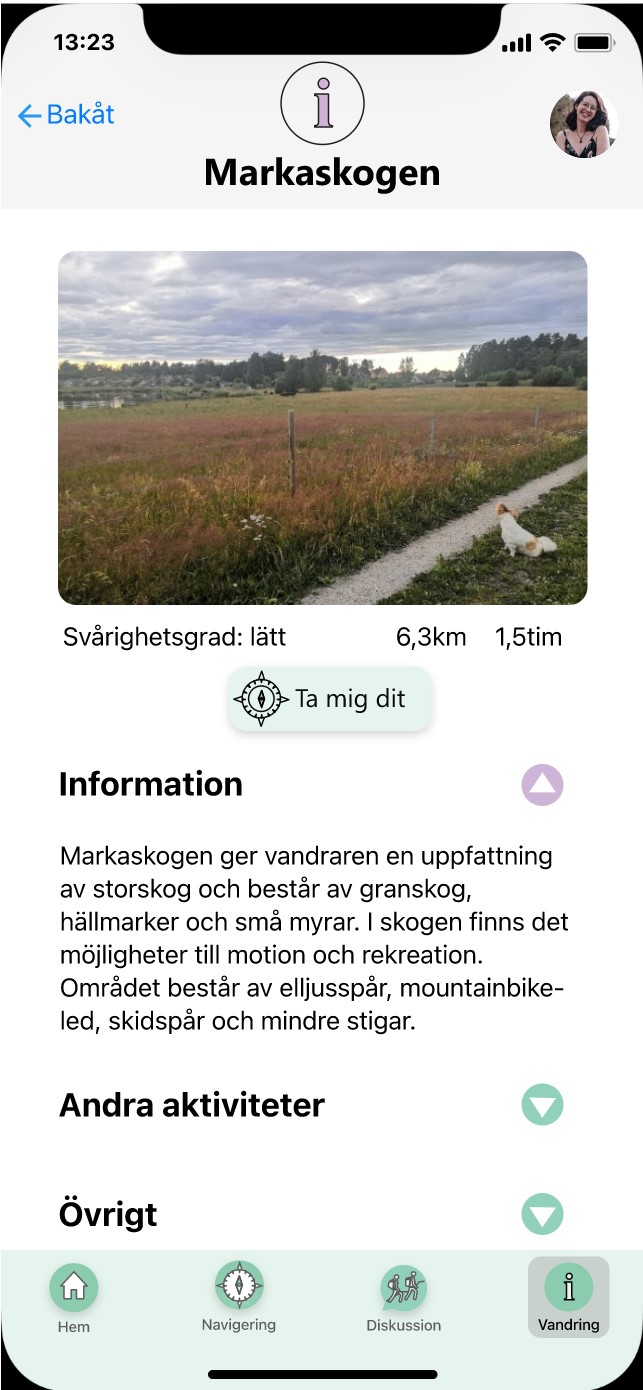 13:23
Bakåt
Markaskogen
Svårighetsgrad: lätt 6,3km 1,5tim
Ta mig dit
Information
Markaskogen ger vandraren en uppfattning
av storskog och består av granskog,
hällmarker och små myrar. I skogen finns det
möjligheter till motion och rekreation.
Området består av elljusspår, mountainbike-
led, skidspår och mindre stigar.
Andra aktiviteter
Övrigt
Hem Navigering Diskussion Vandring